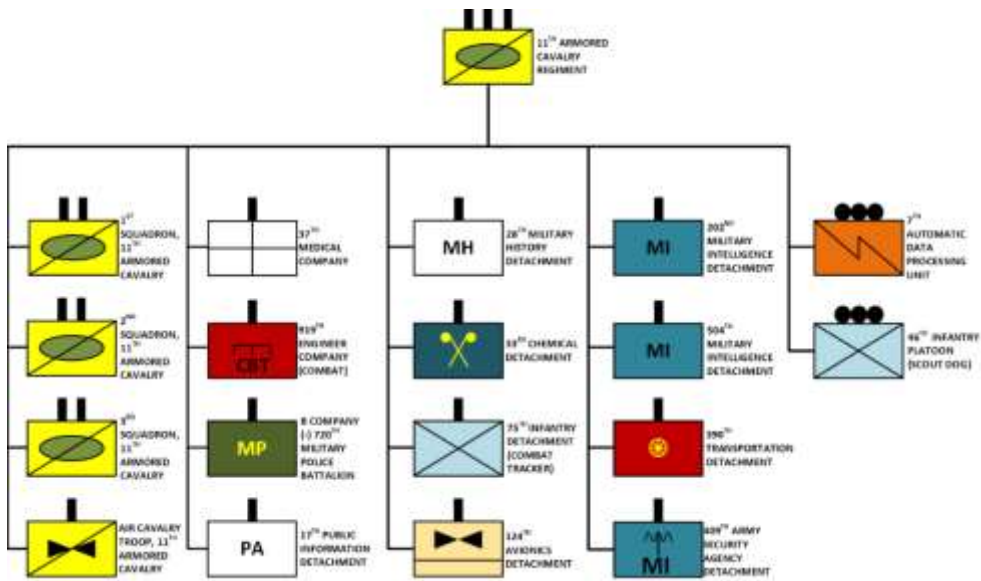 11TH ARMORED
CAVALRY
REGIMENT
1ST
SQUADRON,
11TH
ARMORED
CAVALRY
37TH
MEDICAL
COMPANY
MH
28TH MILITARY
HISTORY
DETACHMENT
MI
202ND
MILITARY
INTELLIGENCE
DETACHMENT
7TH
AUTOMATIC
DATA
PROCESSING
UNIT
2ND
SQUADRON,
11TH
ARMORED
CAVALRY
CBT
919TH
ENGINEER
COMPANY
(COMBAT)
33TH CHEMICAL
DETACHMENT
MI
504TH
MILITARY
INTELLIGENCE
DETACHMENT
46TH INFANTRY
PLATOON
(SCOUT DOG)
3RD
SQUADRON,
11TH
ARMORED
CAVALRY
MP
B COMPANY
(-) 720TH
MILITARY
POLICE
BATTALION
75TH INFANTRY
DETACHMENT
(COMBAT
TRACKER)
390TH
TRANSPORTATION
DETACHMENT
AIR CAVALRY
TROOP, 11TH
ARMORED
CAVALRY
PA
17TH PUBLIC
INFORMATION
DETACHMENT
124TH
AVIONICS
DETACHMENT
MI
409TH ARMY
SECURITY
AGENCY
DETACHMENT